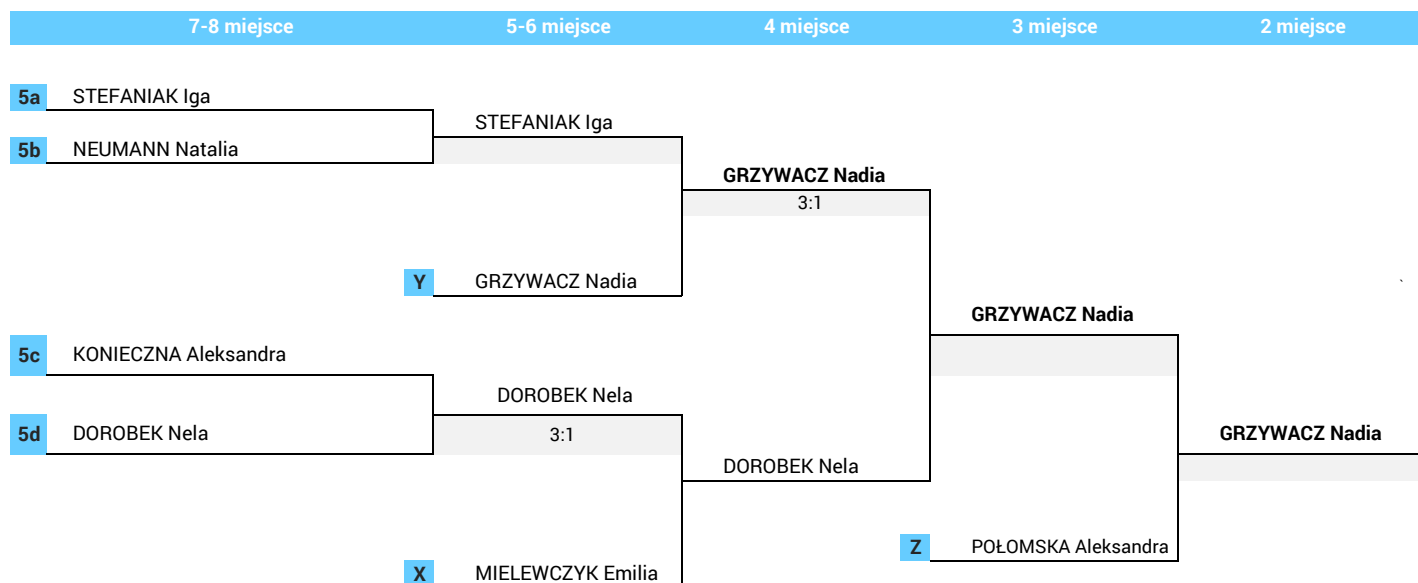 7-8 miejsce 5-6 miejsce 4 miejsce 3 miejsce 2 miejsce
5a STEFANIAK Iga
STEFANIAK Iga
5b NEUMANN Natalia
GRZYWACZ Nadia
3:1
Y GRZYWACZ Nadia
`
GRZYWACZ Nadia
5c KONIECZNA Aleksandra
DOROBEK Nela
5d DOROBEK Nela
3:1
GRZYWACZ Nadia
DOROBEK Nela
Z POŁOMSKA Aleksandra
X MIELEWCZYK Emilia